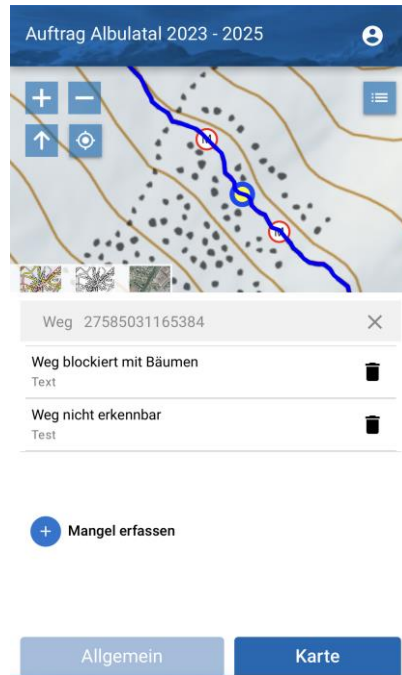 Auftrag Albulatal 2023 - 2025
M
M
Weg 27585031165384
Weg blockiert mit Bäumen
Text
Weg nicht erkennbar
Test
Mangel erfassen
Allgemein
Karte